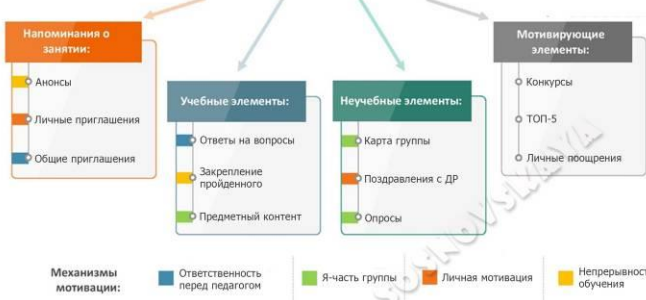 Напоминания о
занятии:
Анонсы
Личные приглашения
Общие приглашения
Учебные элементы:
Ответы на вопросы
Закрепление
пройденного
Предметный контент
Неучебные элементы:
Карта группы
Поздравления с ДР
Опросы
Мотивирующие
элементы:
Конкурсы
ТОП-5
Личные поощрения
Механизмы
мотивации:
Ответственность
перед педагогом
Я-часть группы
Личная мотивация
Непрерывност
обучения